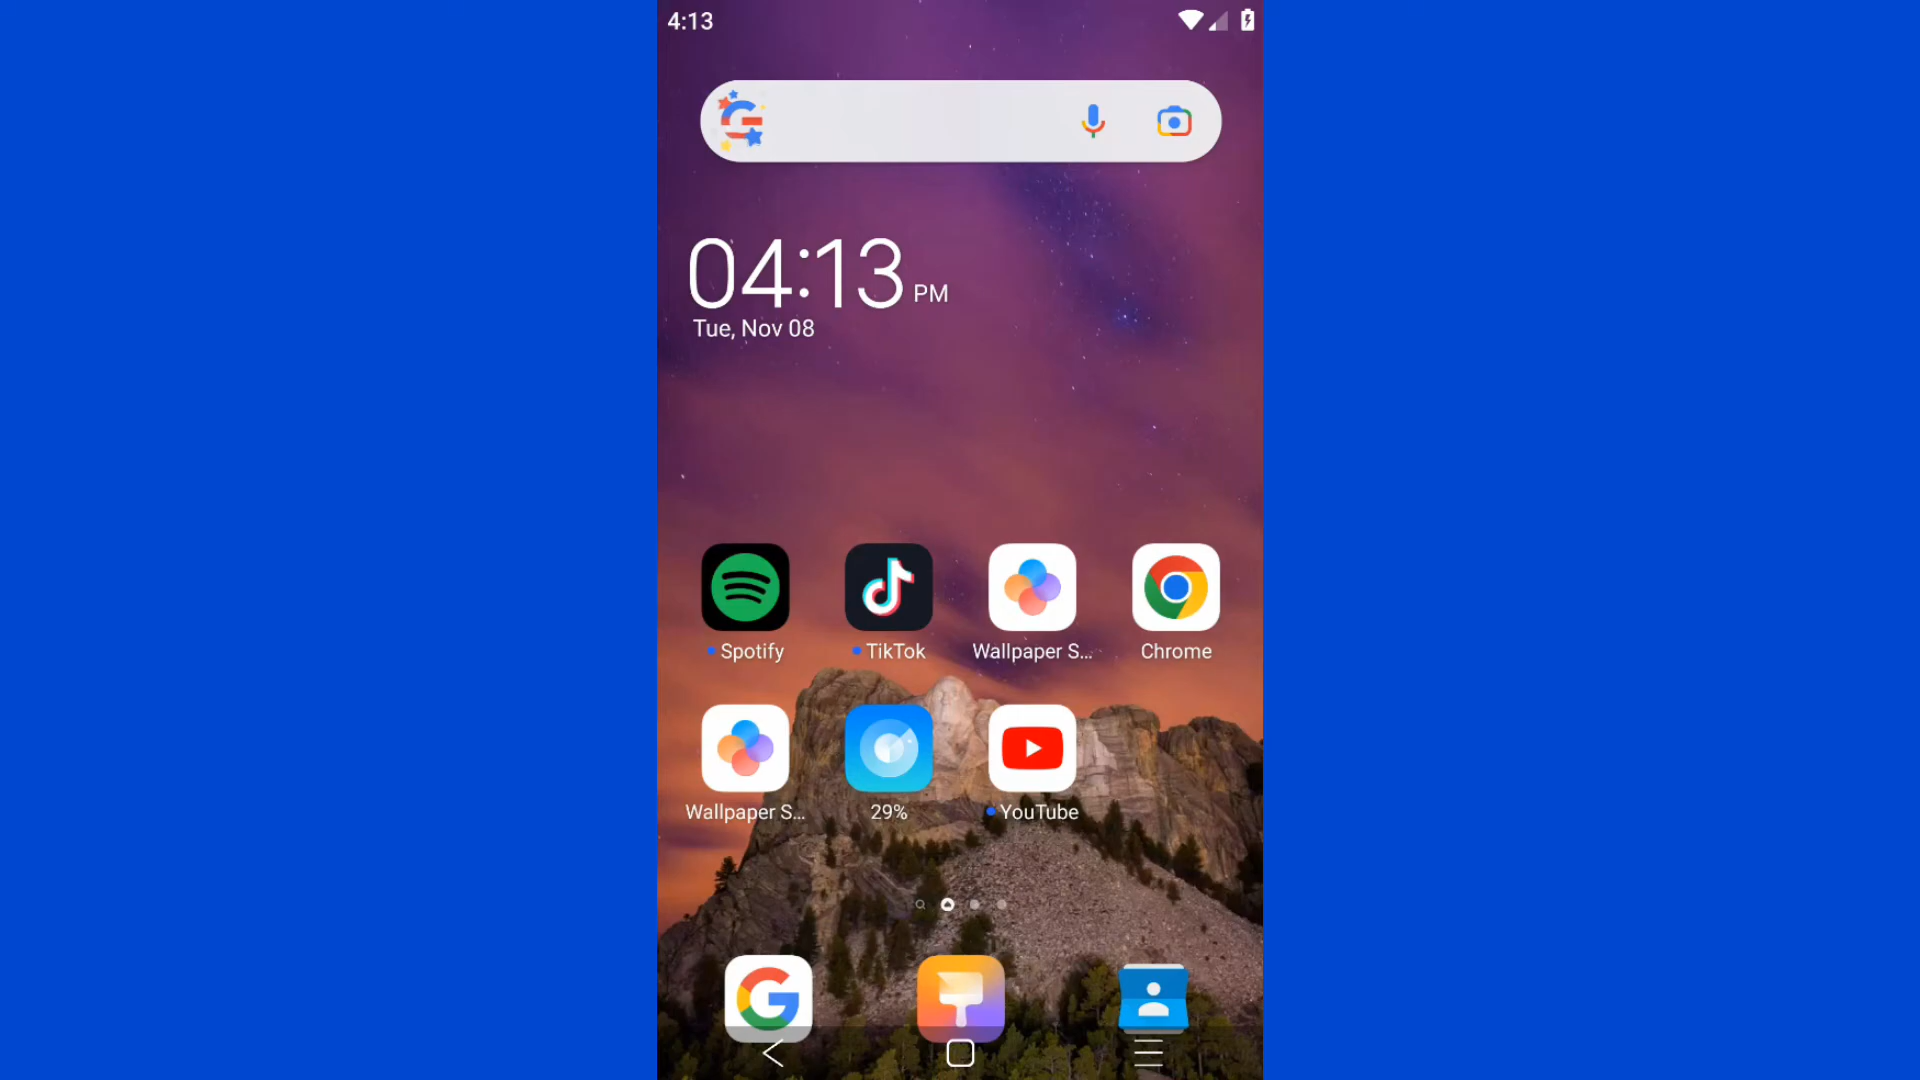 4:13
04:13 PM
Tue, Nov 08
Spotify
TikTok
Wallpaper S...
Chrome
Wallpaper S...
29%
YouTube